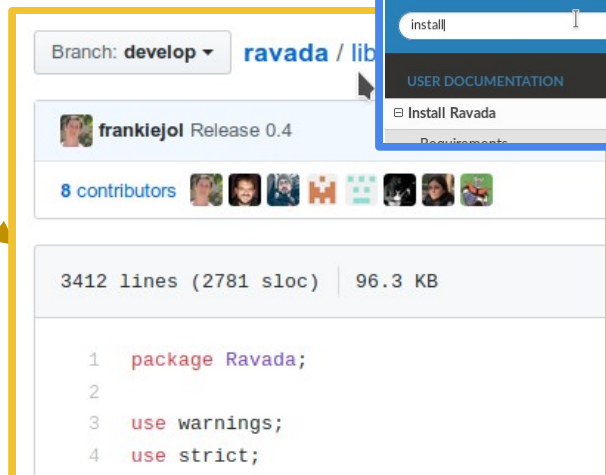 Branch: develop
ravada / lib
install
USER DOCUMENTATION
Install Ravada
Requirements
frankiejol Release 0.4
8 contributors
3412 lines (2781 sloc) 96.3 KB
1 package Ravada;
2
3 use warnings;
4 use strict;